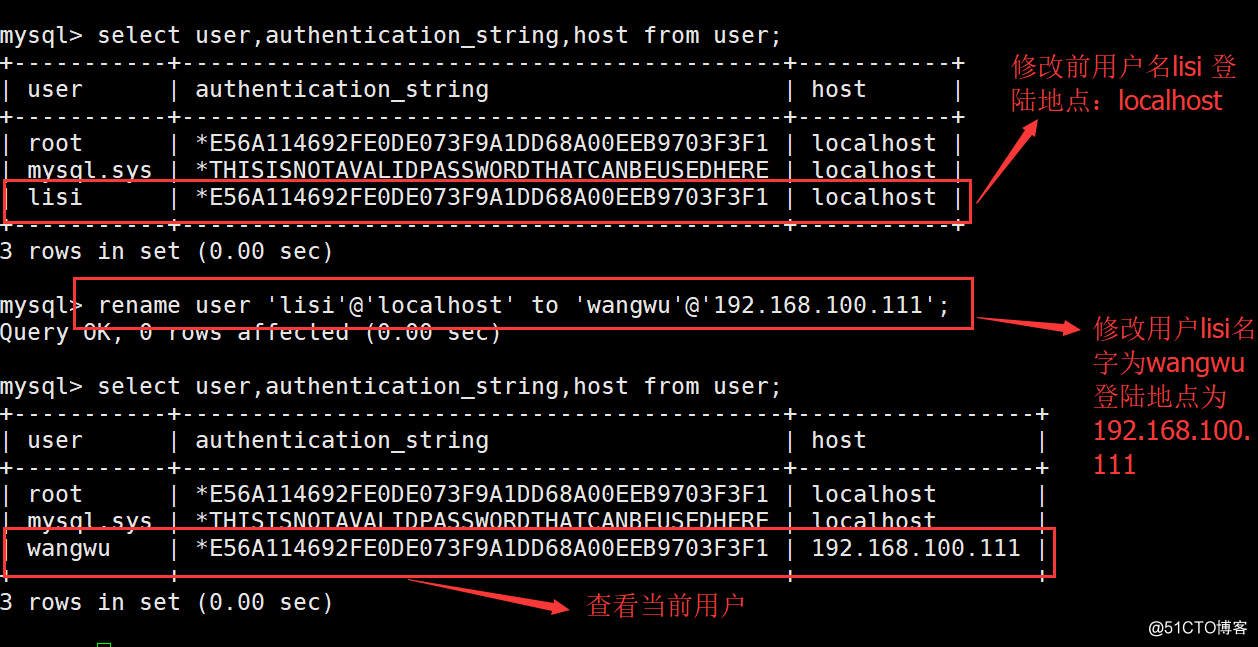 mysql> select user,authentication_string,host from user;
+-----------+-------------------------------------------+-----------+
| user      | authentication_string                     | host      |
+-----------+-------------------------------------------+-----------+
| root      | *E56A114692FE0DE073F9A1DD68A00EEB9703F3F1 | localhost |
| mysql.sys | *THISISNOTAVALIDPASSWORDTHATCANBEUSEDHERE | localhost |
| lisi      | *E56A114692FE0DE073F9A1DD68A00EEB9703F3F1 | localhost |
+-----------+-------------------------------------------+-----------+
3 rows in set (0.00 sec)
修改前用户名lisi 登
陆地点：localhost
mysql> rename user 'lisi'@'localhost' to 'wangwu'@'192.168.100.111';
Query OK, 0 rows affected (0.00 sec)
修改用户lisi名
字为wangwu
登陆地点为
192.168.100.
111
mysql> select user,authentication_string,host from user;
+-----------+-------------------------------------------+-----------------+
| user      | authentication_string                     | host            |
+-----------+-------------------------------------------+-----------------+
| root      | *E56A114692FE0DE073F9A1DD68A00EEB9703F3F1 | localhost       |
| mysql.sys | *THISISNOTAVALIDPASSWORDTHATCANBEUSEDHERE | localhost       |
| wangwu    | *E56A114692FE0DE073F9A1DD68A00EEB9703F3F1 | 192.168.100.111 |
+-----------+-------------------------------------------+-----------------+
3 rows in set (0.00 sec)
查看当前用户
@51CTO博客